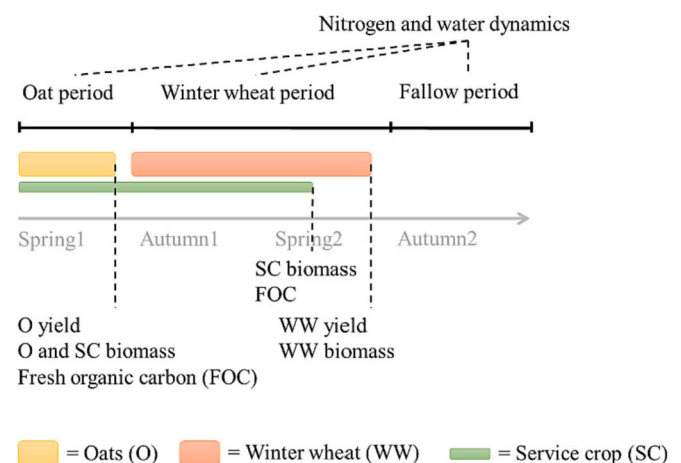 Nitrogen and water dynamics
Oat period Winter wheat period Fallow period
Spring1 Autumn1 Spring2 Autumn2
SC biomass
FOC
O yield WW yield
O and SC biomass WW biomass
Fresh organic carbon (FOC)
= Oats (O) = Winter wheat (WW) = Service crop (SC)